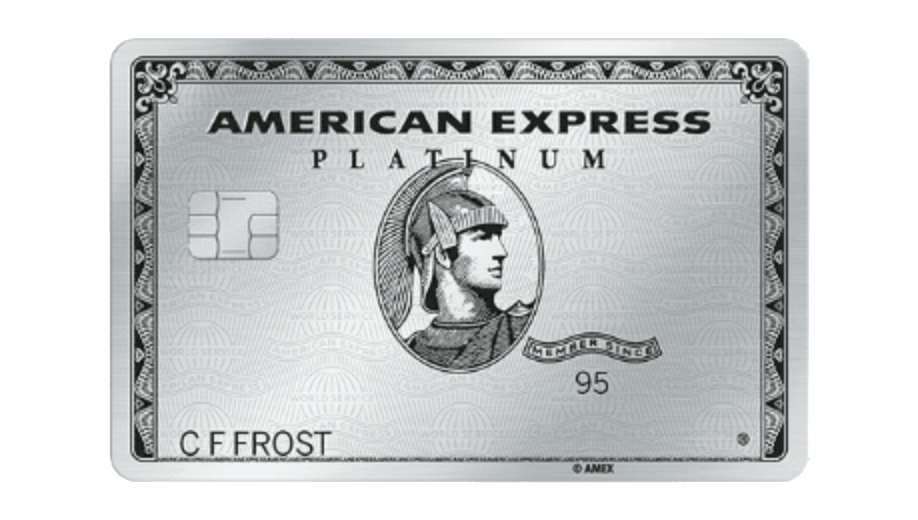 AMERICAN EXPRESS
PLATINUM
MEMBER SINCE
95
C F FROST
®
© AMEX